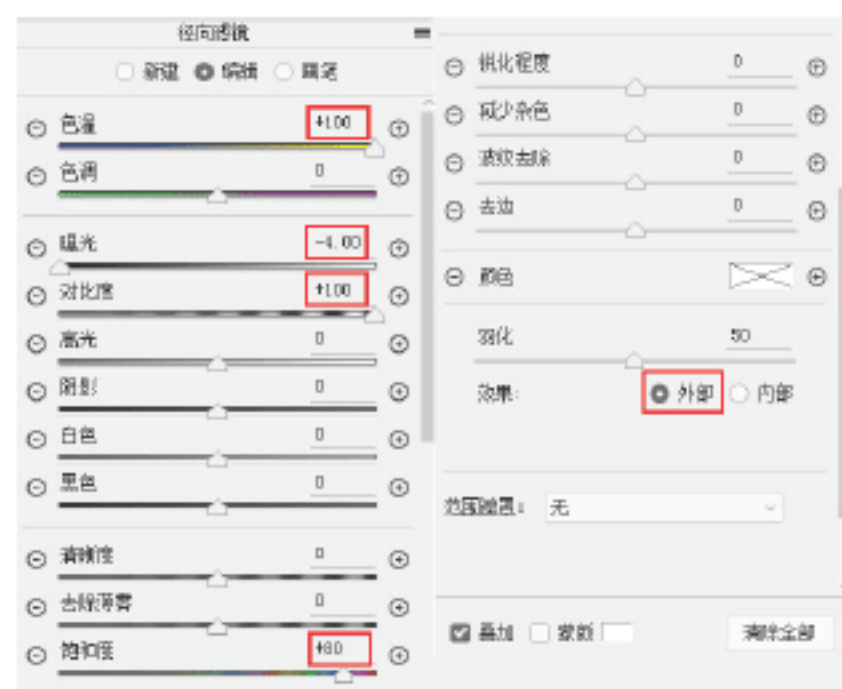 径向滤镜
新建 编辑 画笔
色温 +100
色调 0
曝光 -4.00
对比度 +100
高光 0
阴影 0
白色 0
黑色 0
清晰度 0
去除薄雾 0
饱和度 +80
锐化程度 0
减少杂色 0
波纹去除 0
去边 0
颜色
羽化 50
效果: 外部 内部
范围遮罩: 无
叠加 蒙版 清除全部